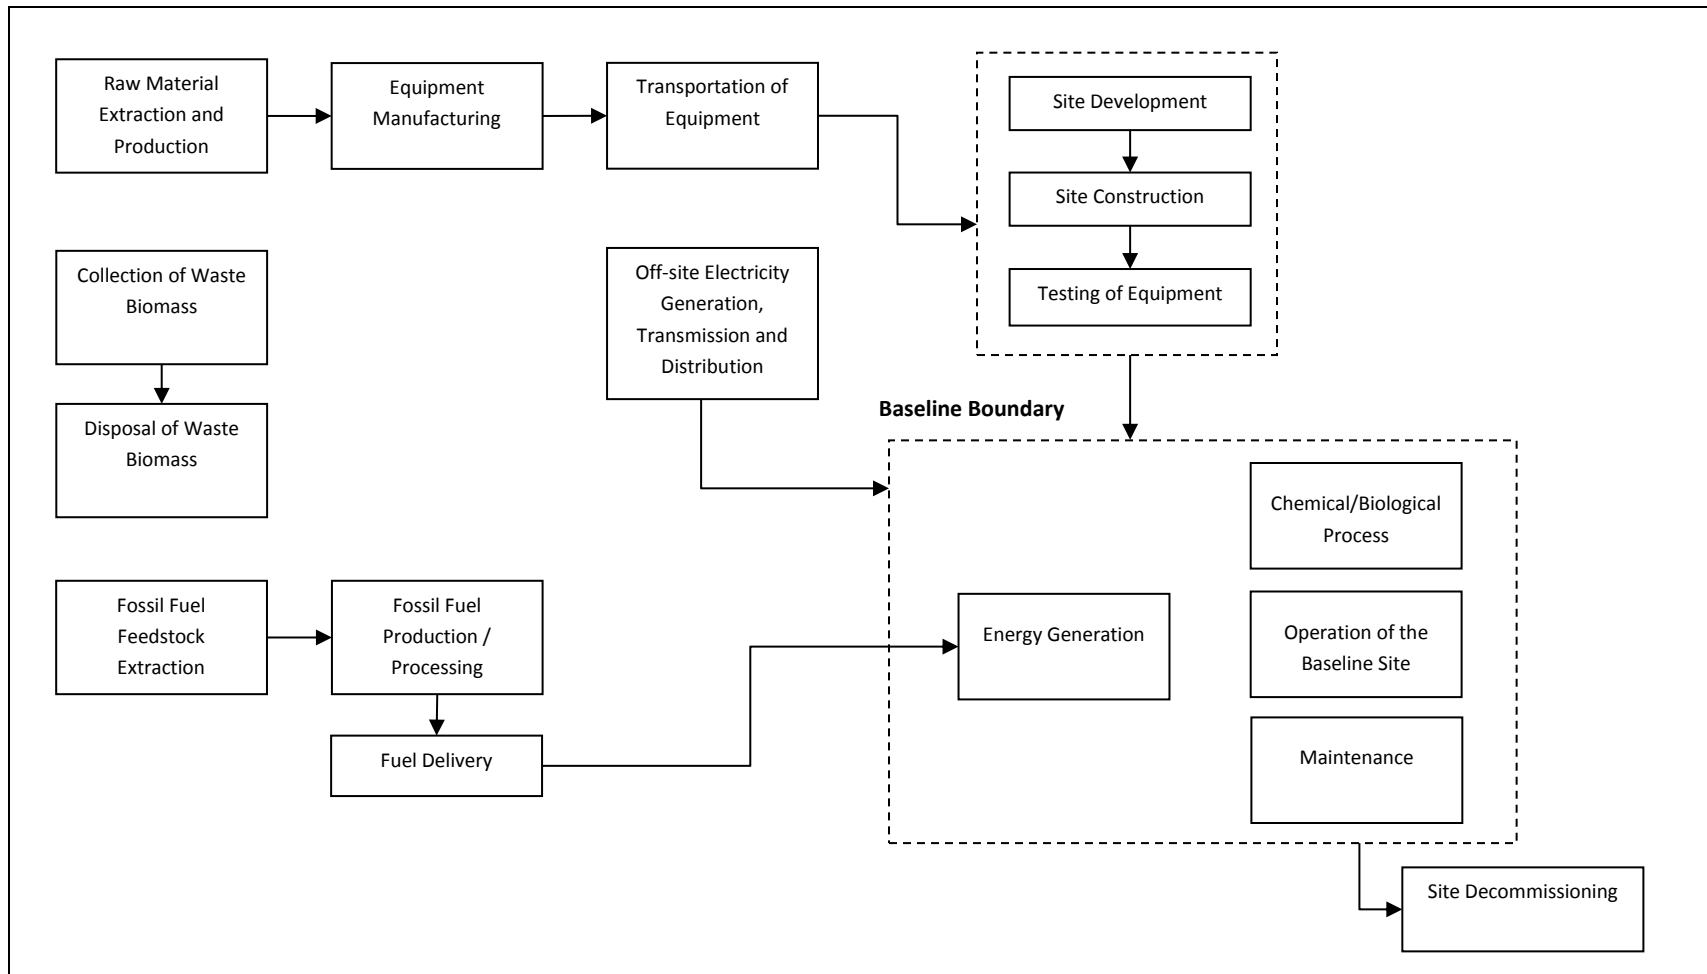 Raw Material
Extraction and
Production
Equipment
Manufacturing
Transportation of
Equipment
Site Development
Site Construction
Testing of Equipment
Collection of Waste
Biomass
Disposal of Waste
Biomass
Off-site Electricity
Generation,
Transmission and
Distribution
Baseline Boundary
Chemical/Biological
Process
Fossil Fuel
Feedstock
Extraction
Fossil Fuel
Production /
Processing
Fuel Delivery
Energy Generation
Operation of the
Baseline Site
Maintenance
Site Decommissioning